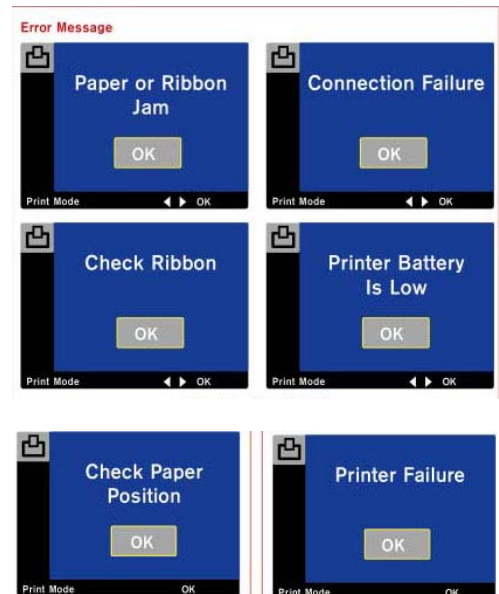 Error Message
Paper or Ribbon
Jam
OK
Print Mode OK
Connection Failure
OK
Print Mode OK
Check Ribbon
OK
Print Mode OK
Printer Battery
Is Low
OK
Print Mode OK
Check Paper
Position
OK
Print Mode OK
Printer Failure
OK
Print Mode OK